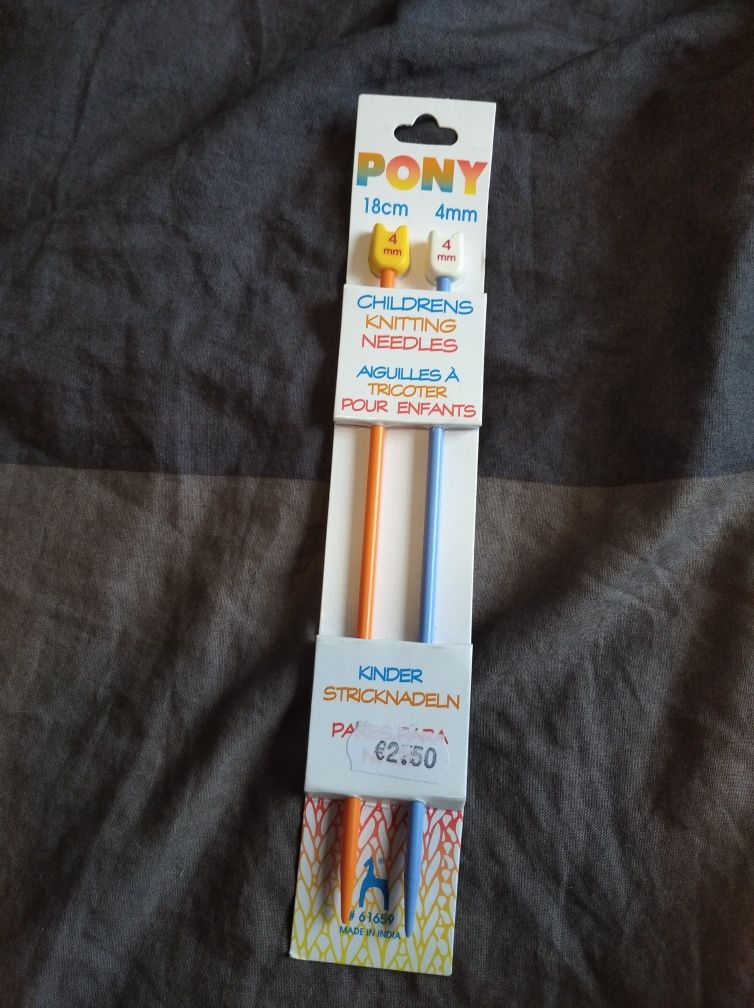 PONY
18cm 4mm
4 mm
4 mm
CHILDRENS
KNITTING
NEEDLES
AIGUILLES À
TRICOTER
POUR ENFANTS
KINDER
STRICKNADELN
PARA
€2.50
®
# 61659
MADE IN INDIA